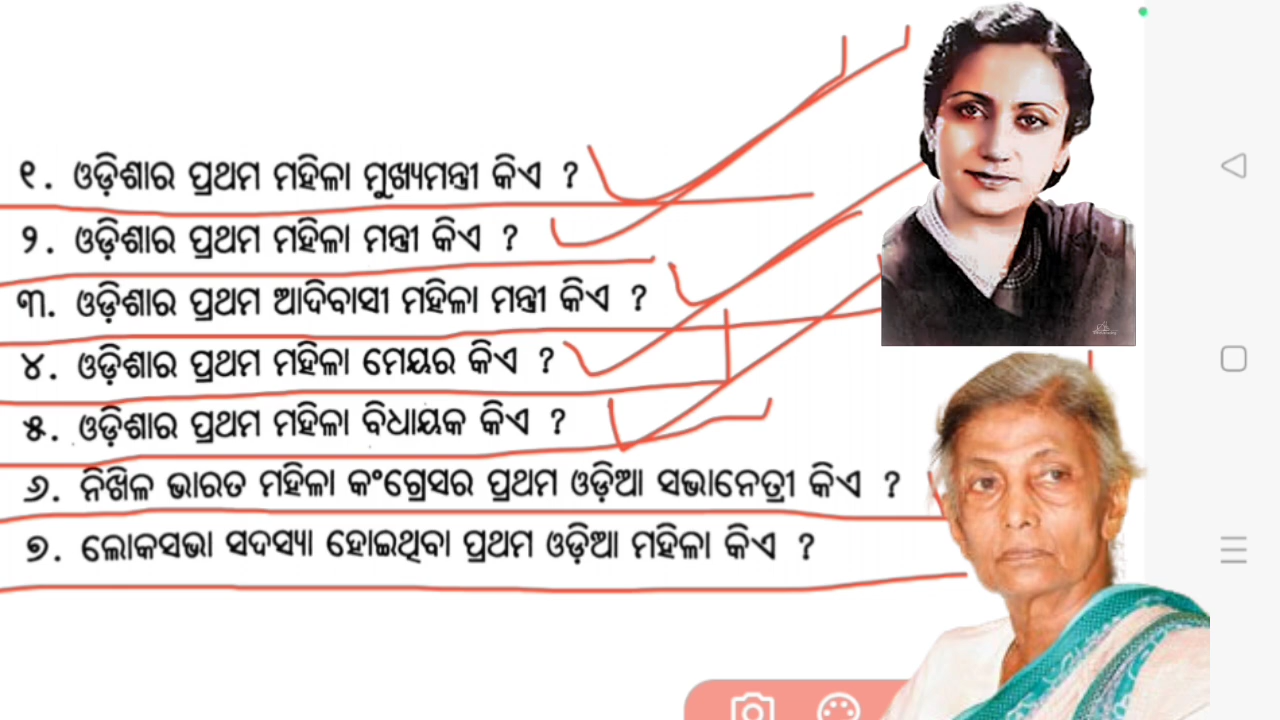 ୧. ଓଡ଼ିଶାର ପ୍ରଥମ ମହିଳା ମୁଖ୍ୟମନ୍ତ୍ରୀ କିଏ ?
୨. ଓଡ଼ିଶାର ପ୍ରଥମ ମହିଳା ମନ୍ତ୍ରୀ କିଏ ?
୩. ଓଡ଼ିଶାର ପ୍ରଥମ ଆଦିବାସୀ ମହିଳା ମନ୍ତ୍ରୀ କିଏ ?
୪. ଓଡ଼ିଶାର ପ୍ରଥମ ମହିଳା ମେୟର କିଏ ?
୫. ଓଡ଼ିଶାର ପ୍ରଥମ ମହିଳା ବିଧାୟକ କିଏ ?
୬. ନିଖିଳ ଭାରତ ମହିଳା କଂଗ୍ରେସର ପ୍ରଥମ ଓଡ଼ିଆ ସଭାନେତ୍ରୀ କିଏ ?
୭. ଲୋକସଭା ସଦସ୍ୟା ହୋଇଥିବା ପ୍ରଥମ ଓଡ଼ିଆ ମହିଳା କିଏ ?